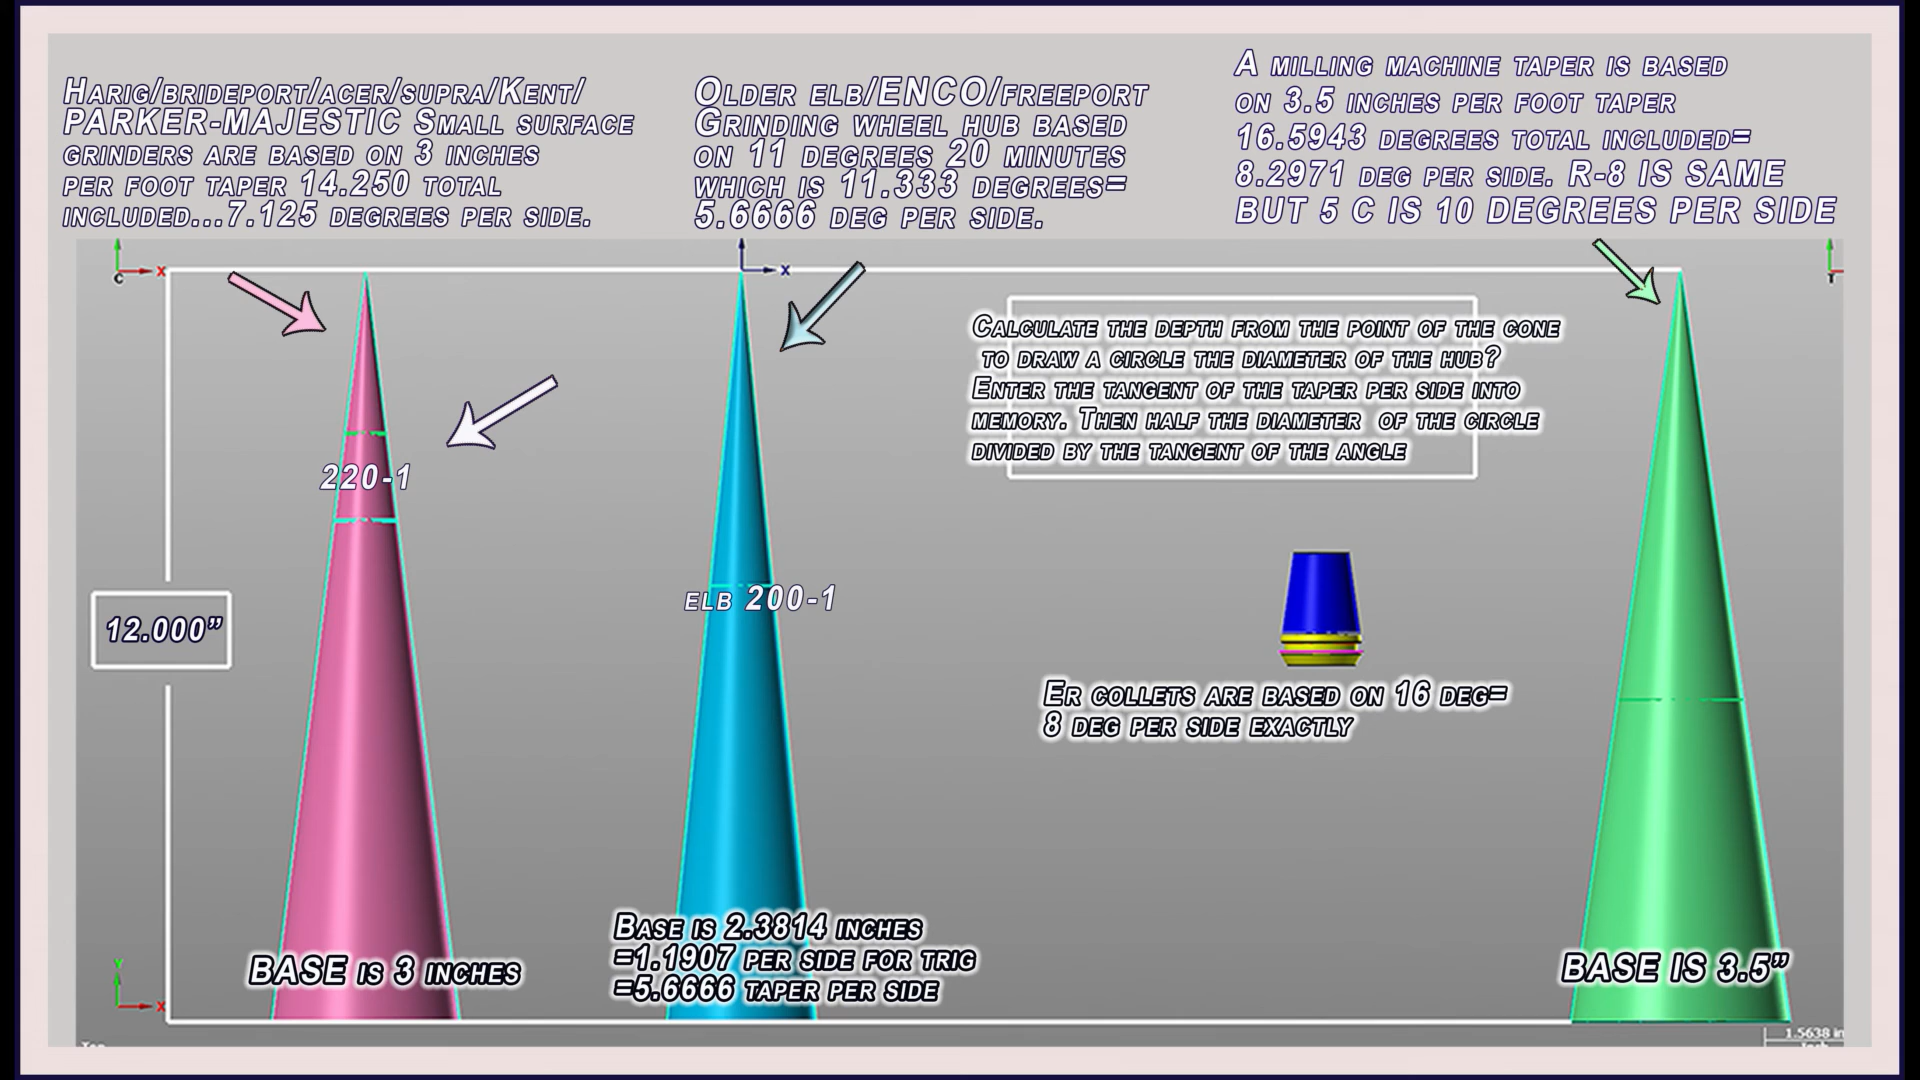 Harig/brideport/acer/supra/Kent/
PARKER-MAJESTIC Small surface
grinders are based on 3 inches
per foot taper 14.250 total
included...7.125 degrees per side.
Older elb/ENCO/freeport
Grinding wheel hub based
on 11 degrees 20 minutes
which is 11.333 degrees=
5.6666 deg per side.
A milling machine taper is based
on 3.5 inches per foot taper
16.5943 degrees total included=
8.2971 deg per side. R-8 IS SAME
BUT 5 C IS 10 DEGREES PER SIDE
C
X
X
T
Calculate the depth from the point of the cone
to draw a circle the diameter of the hub?
Enter the tangent of the taper per side into
memory. Then half the diameter of the circle
divided by the tangent of the angle
220-1
elb 200-1
12.000”
Er collets are based on 16 deg=
8 deg per side exactly
Base is 2.3814 inches
=1.1907 per side for trig
=5.6666 taper per side
BASE is 3 inches
BASE IS 3.5”
Y
X
1.5638 in